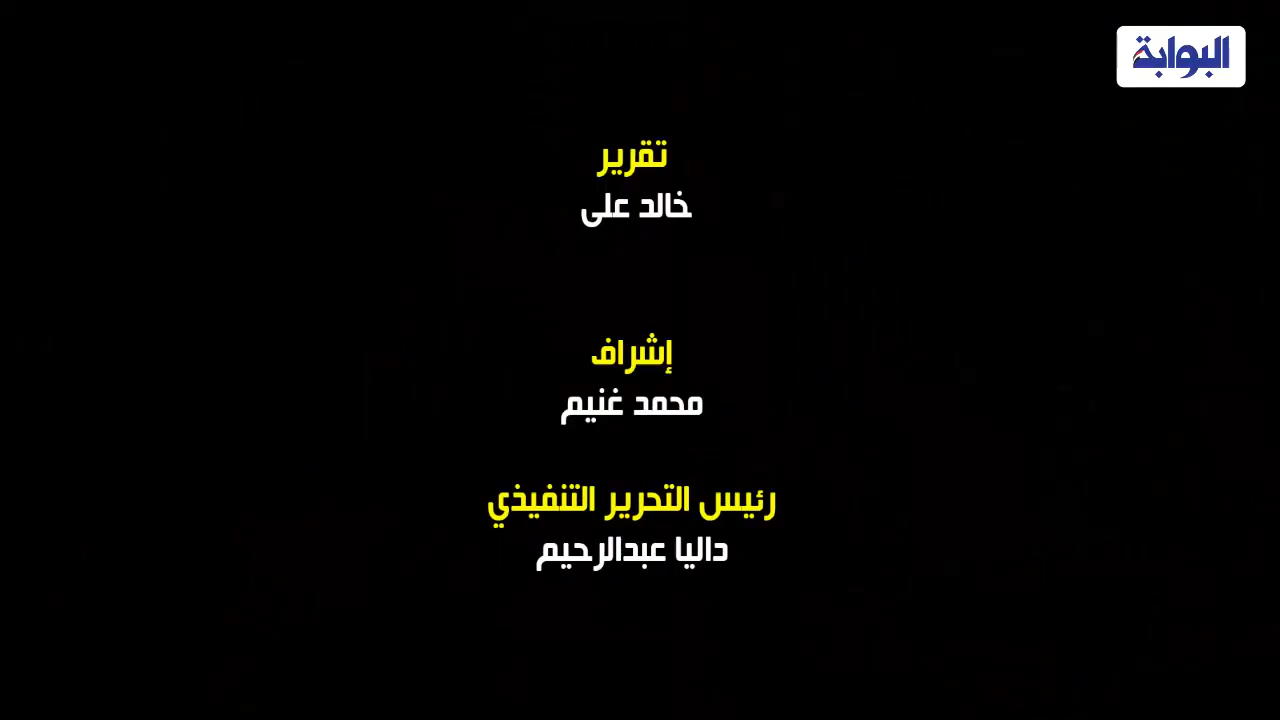 البوابة
تقرير
خالد على
إشراف
محمد غنيم
رئيس التحرير التنفيذي
داليا عبدالرحيم